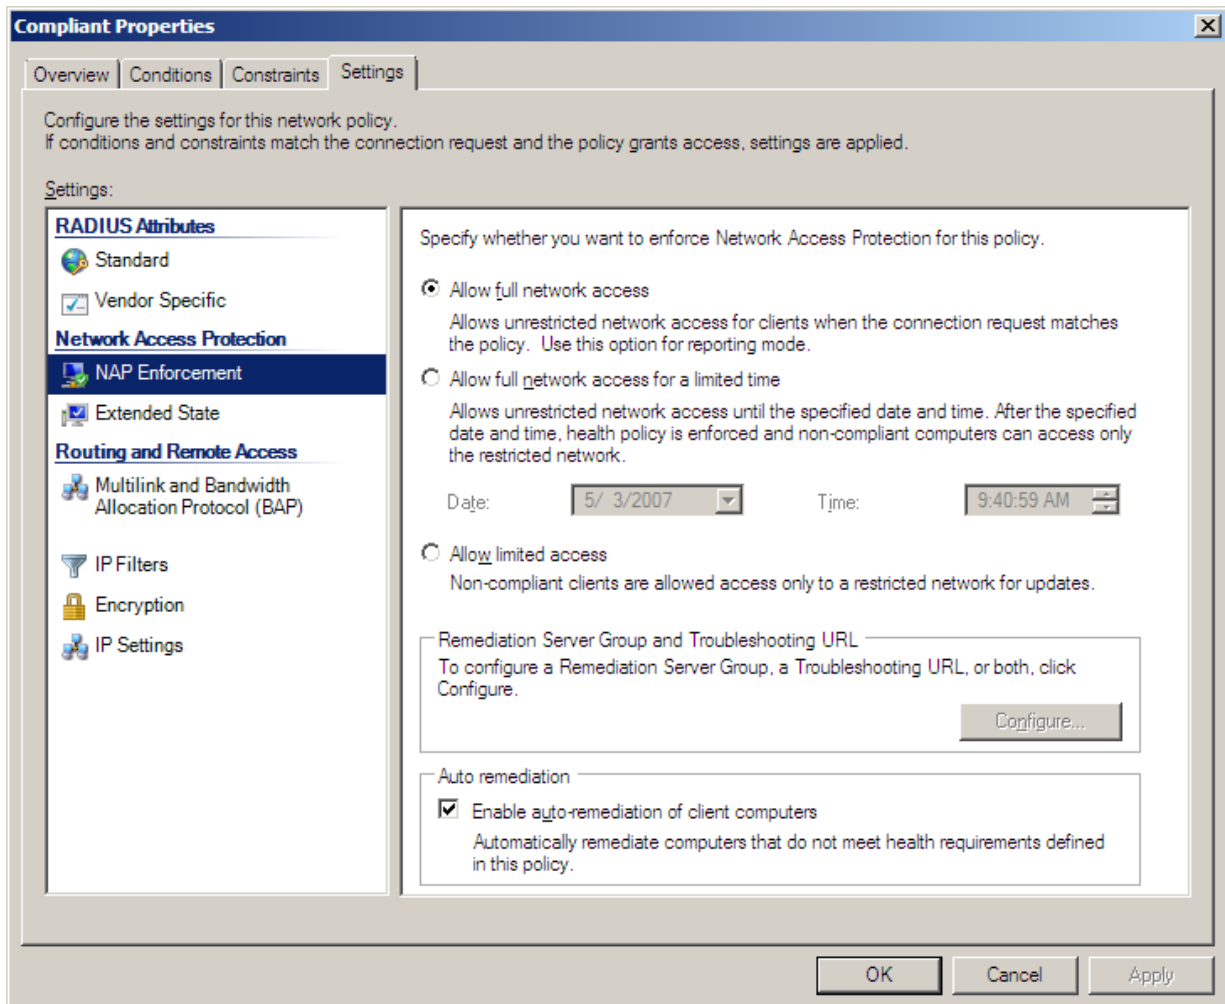 Compliant Properties
Overview
Conditions
Constraints
Settings
Configure the settings for this network policy.
If conditions and constraints match the connection request and the policy grants access, settings are applied.
Settings:
RADIUS Attributes
Standard
Vendor Specific
Network Access Protection
NAP Enforcement
Extended State
Routing and Remote Access
Multilink and Bandwidth
Allocation Protocol (BAP)
IP Filters
Encryption
IP Settings
Specify whether you want to enforce Network Access Protection for this policy.
Allow full network access
Allows unrestricted network access for clients when the connection request matches
the policy. Use this option for reporting mode.
Allow full network access for a limited time
Allows unrestricted network access until the specified date and time. After the specified
date and time, health policy is enforced and non-compliant computers can access only
the restricted network.
Date: 5/ 3/2007 Time: 9:40:59 AM
Allow limited access
Non-compliant clients are allowed access only to a restricted network for updates.
Remediation Server Group and Troubleshooting URL
To configure a Remediation Server Group, a Troubleshooting URL, or both, click
Configure.
Configure...
Auto remediation
Enable auto-remediation of client computers
Automatically remediate computers that do not meet health requirements defined
in this policy.
OK
Cancel
Apply